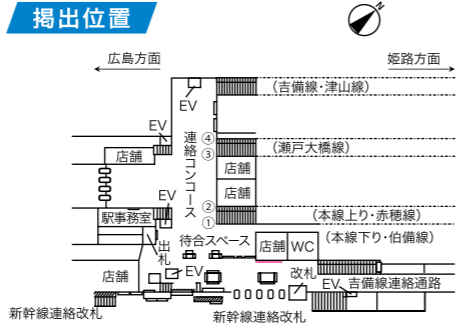 掲出位置
N
広島方面
姫路方面
EV
(吉備線・津山線)
EV
連絡コンコース
④
③
(瀬戸大橋線)
店舗
店舗
EV
店舗
②
①
(本線上り・赤穂線)
駅事務室
出札
待合スペース
店舗
WC
(本線下り・伯備線)
店舗
EV
改札
EV
吉備線連絡通路
新幹線連絡改札
新幹線連絡改札